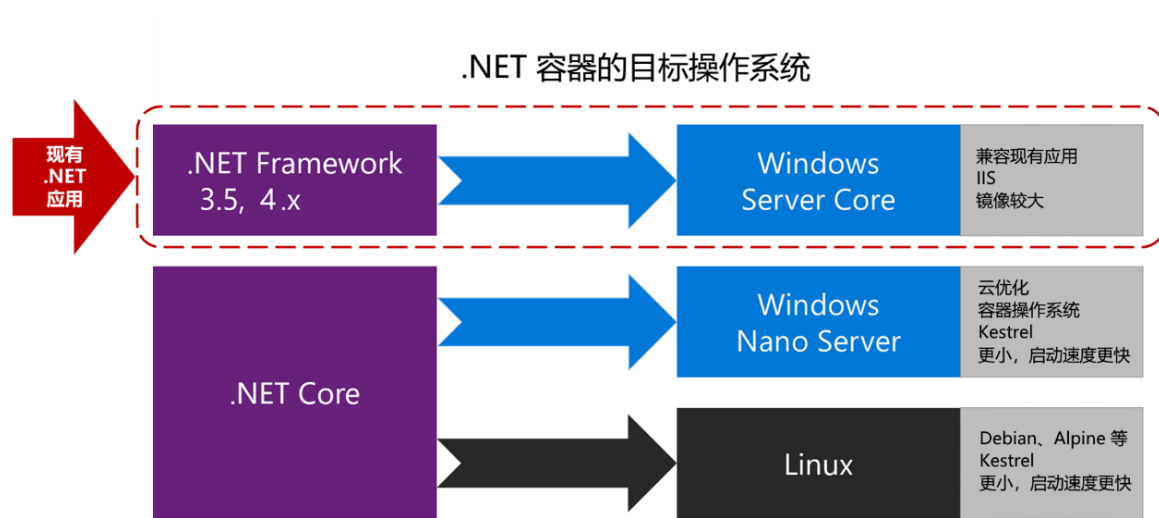 .NET 容器的目标操作系统
现有
.NET
应用
.NET Framework
3.5, 4.x
Windows
Server Core
兼容现有应用
IIS
镜像较大
.NET Core
Windows
Nano Server
云优化
容器操作系统
Kestrel
更小，启动速度更快
Linux
Debian、Alpine 等
Kestrel
更小，启动速度更快